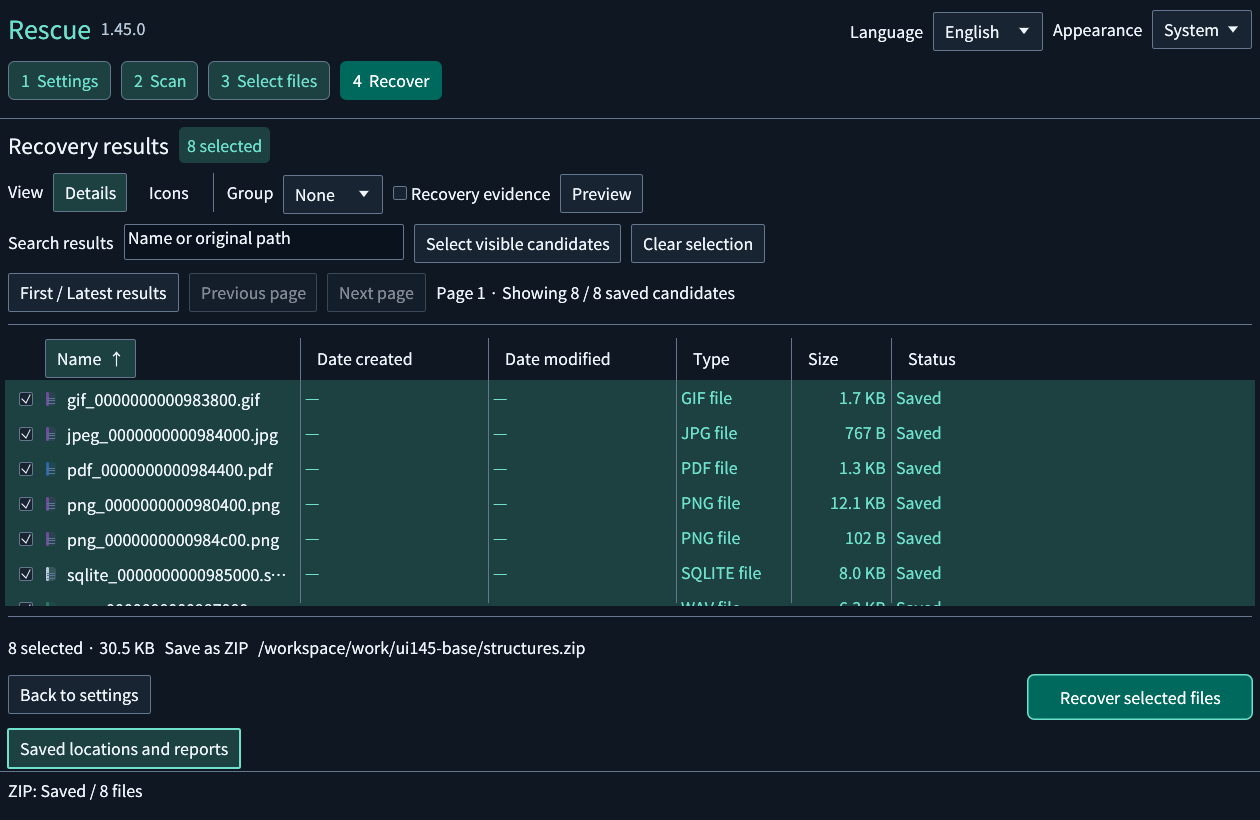 Rescue 1.45.0 Language English Appearance System
1 Settings 2 Scan 3 Select files 4 Recover
Recovery results 8 selected
View Details Icons Group None Recovery evidence Preview
Search results Name or original path Select visible candidates Clear selection
First / Latest results Previous page Next page Page 1 · Showing 8 / 8 saved candidates
Name ↑ Date created Date modified Type Size Status
gif_0000000000983800.gif — — GIF file 1.7 KB Saved
jpeg_0000000000984000.jpg — — JPG file 767 B Saved
pdf_0000000000984400.pdf — — PDF file 1.3 KB Saved
png_0000000000980400.png — — PNG file 12.1 KB Saved
png_0000000000984c00.png — — PNG file 102 B Saved
sqlite_0000000000985000.s… — — SQLITE file 8.0 KB Saved
8 selected · 30.5 KB Save as ZIP /workspace/work/ui145-base/structures.zip
Back to settings Recover selected files
Saved locations and reports
ZIP: Saved / 8 files